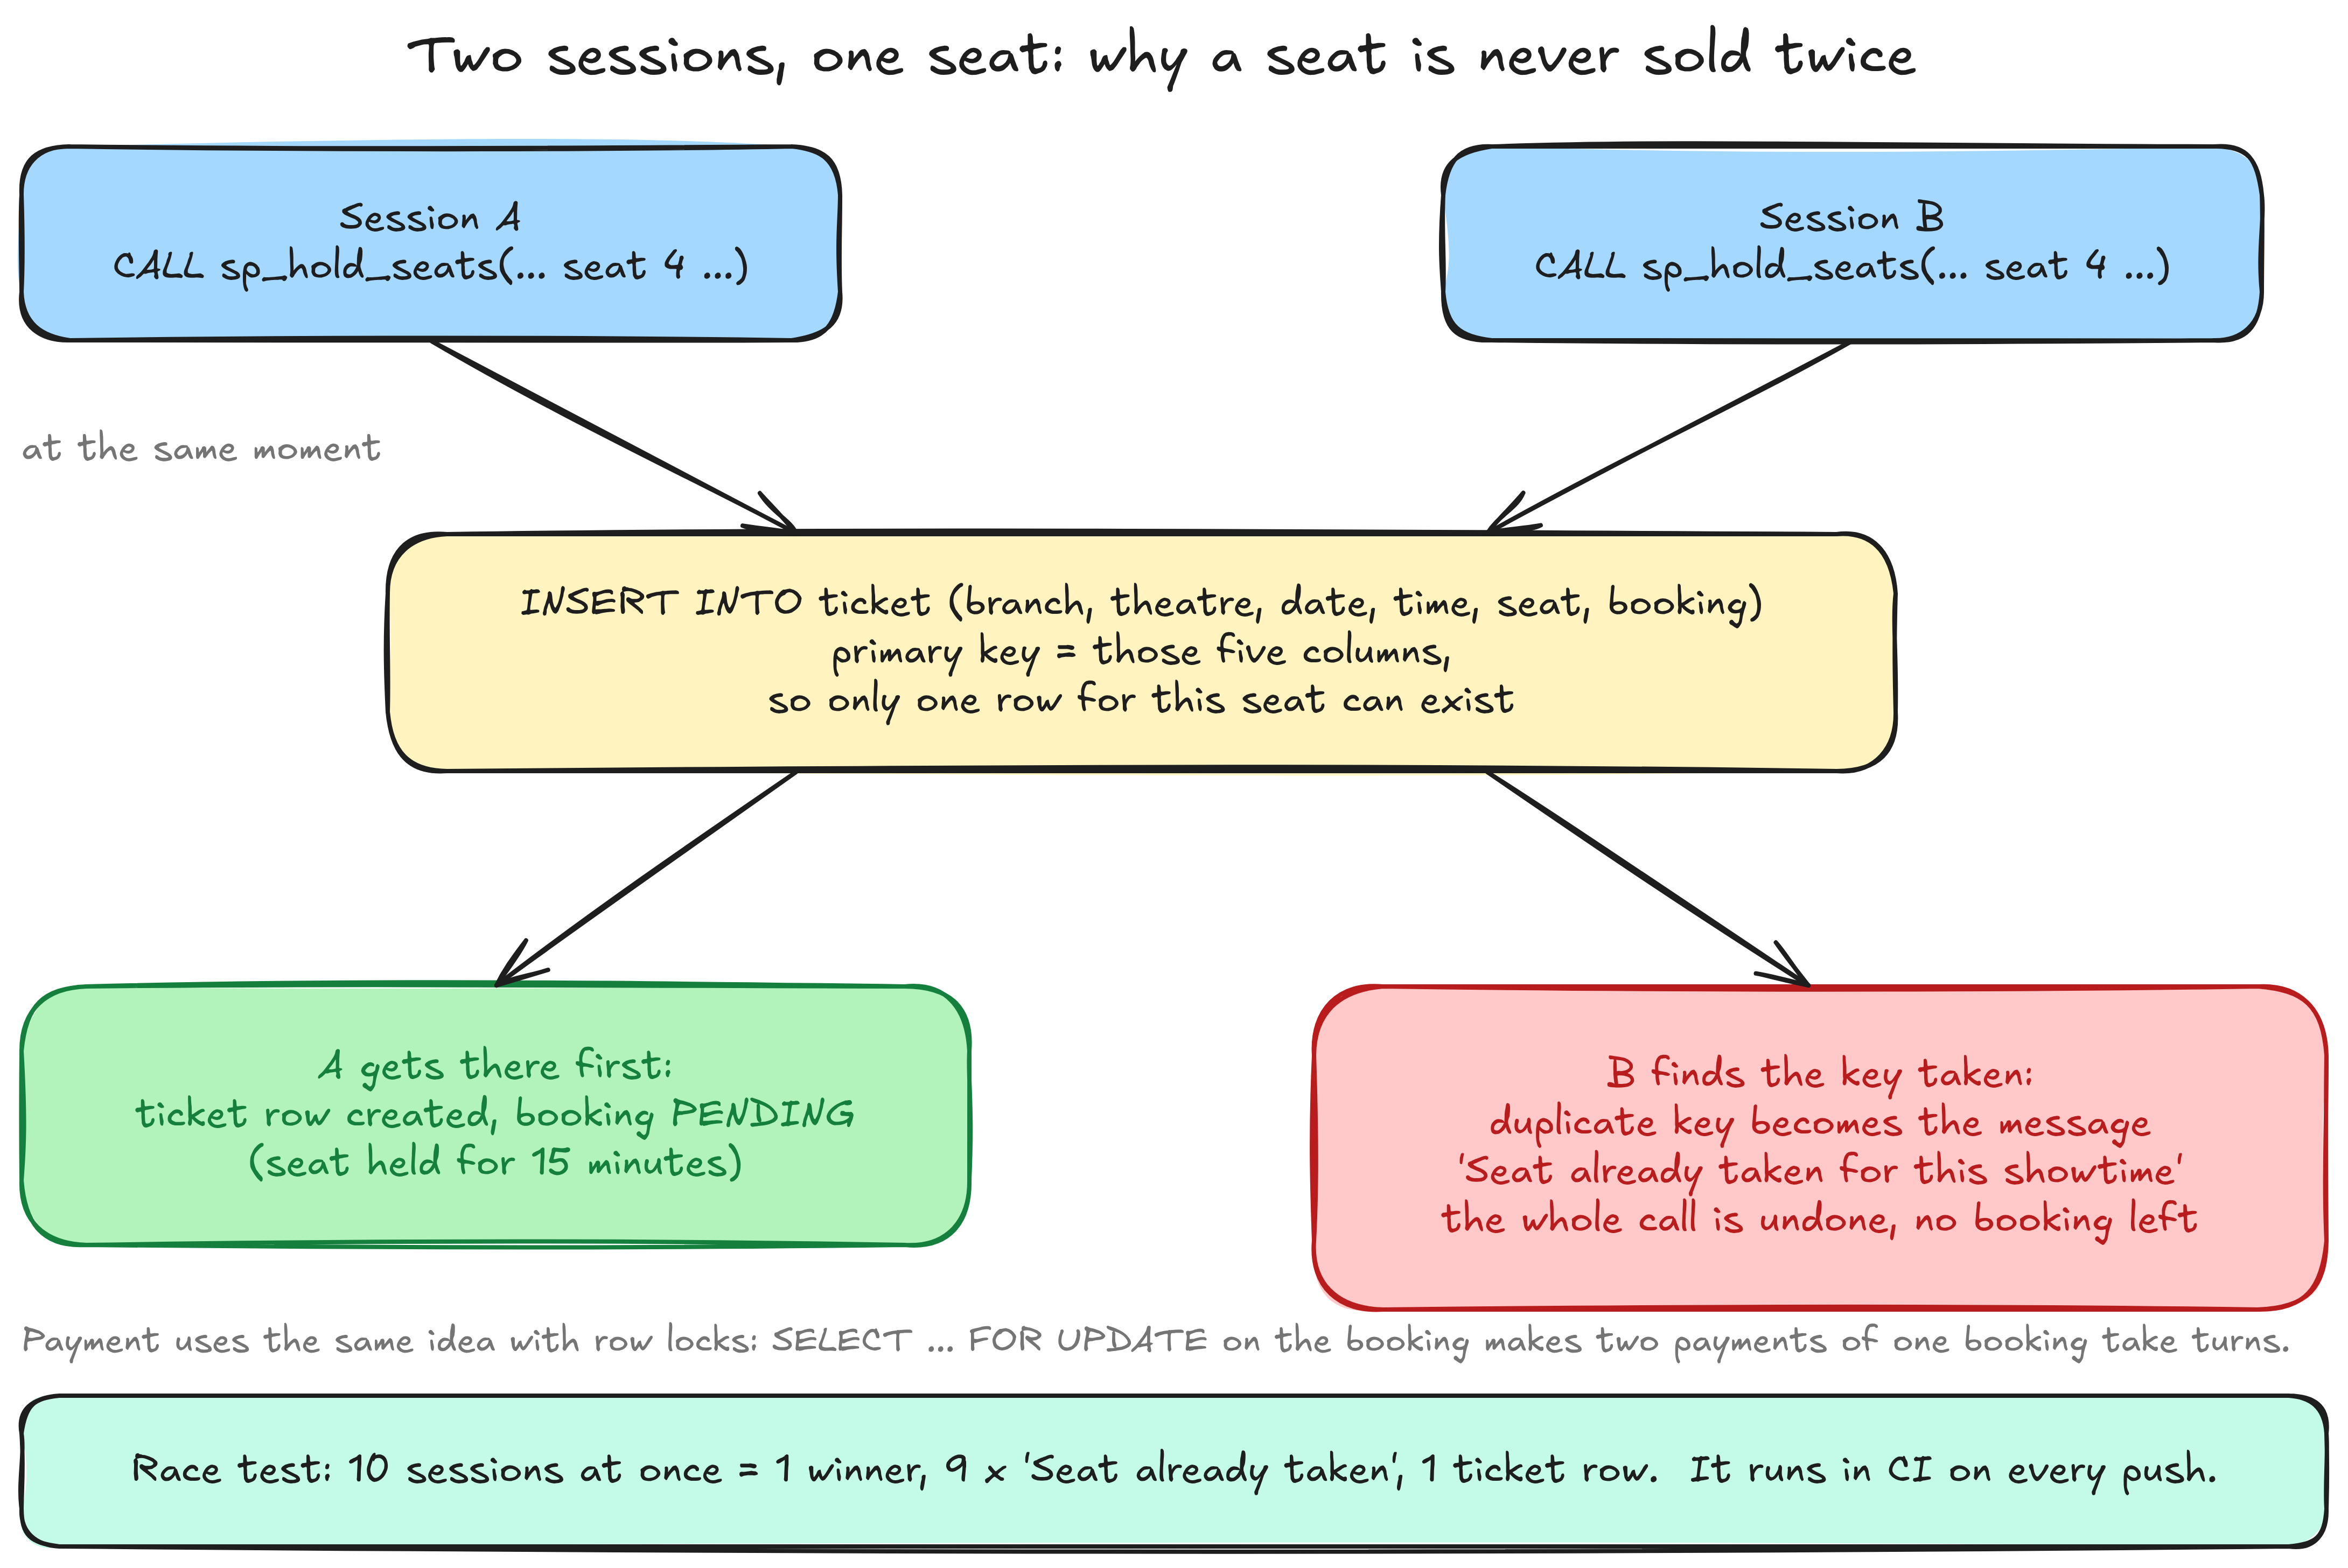 Two sessions, one seat: why a seat is never sold twice
Session A
CALL sp_hold_seats(... seat 4 ...)
Session B
CALL sp_hold_seats(... seat 4 ...)
at the same moment
INSERT INTO ticket (branch, theatre, date, time, seat, booking)
primary key = those five columns,
so only one row for this seat can exist
A gets there first:
ticket row created, booking PENDING
(seat held for 15 minutes)
B finds the key taken:
duplicate key becomes the message
'Seat already taken for this showtime'
the whole call is undone, no booking left
Payment uses the same idea with row locks: SELECT ... FOR UPDATE on the booking makes two payments of one booking take turns.
Race test: 10 sessions at once = 1 winner, 9 x 'Seat already taken', 1 ticket row. It runs in CI on every push.